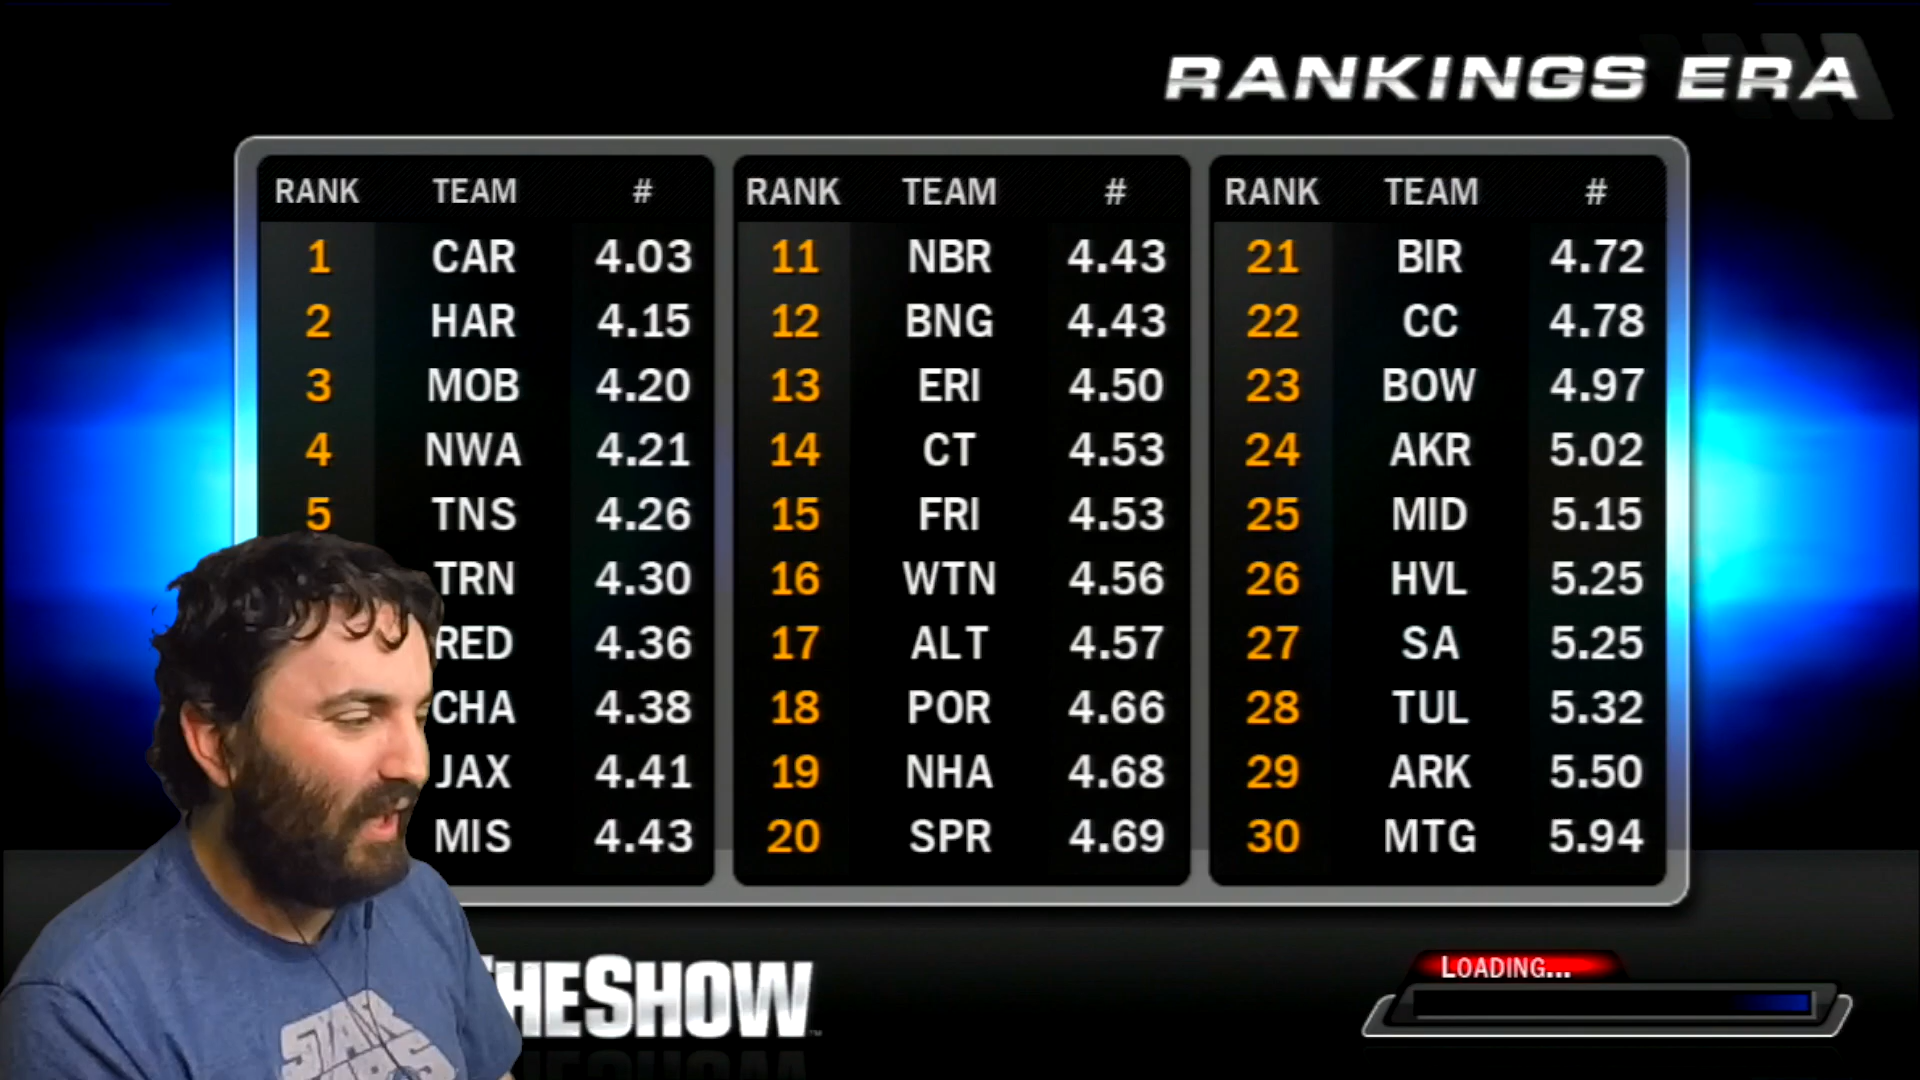 RANKINGS ERA
RANK TEAM #
1 CAR 4.03
2 HAR 4.15
3 MOB 4.20
4 NWA 4.21
5 TNS 4.26
TRN 4.30
RED 4.36
CHA 4.38
JAX 4.41
MIS 4.43
RANK TEAM #
11 NBR 4.43
12 BNG 4.43
13 ERI 4.50
14 CT 4.53
15 FRI 4.53
16 WTN 4.56
17 ALT 4.57
18 POR 4.66
19 NHA 4.68
20 SPR 4.69
RANK TEAM #
21 BIR 4.72
22 CC 4.78
23 BOW 4.97
24 AKR 5.02
25 MID 5.15
26 HVL 5.25
27 SA 5.25
28 TUL 5.32
29 ARK 5.50
30 MTG 5.94
THESHOW
LOADING...
STAR
WARS